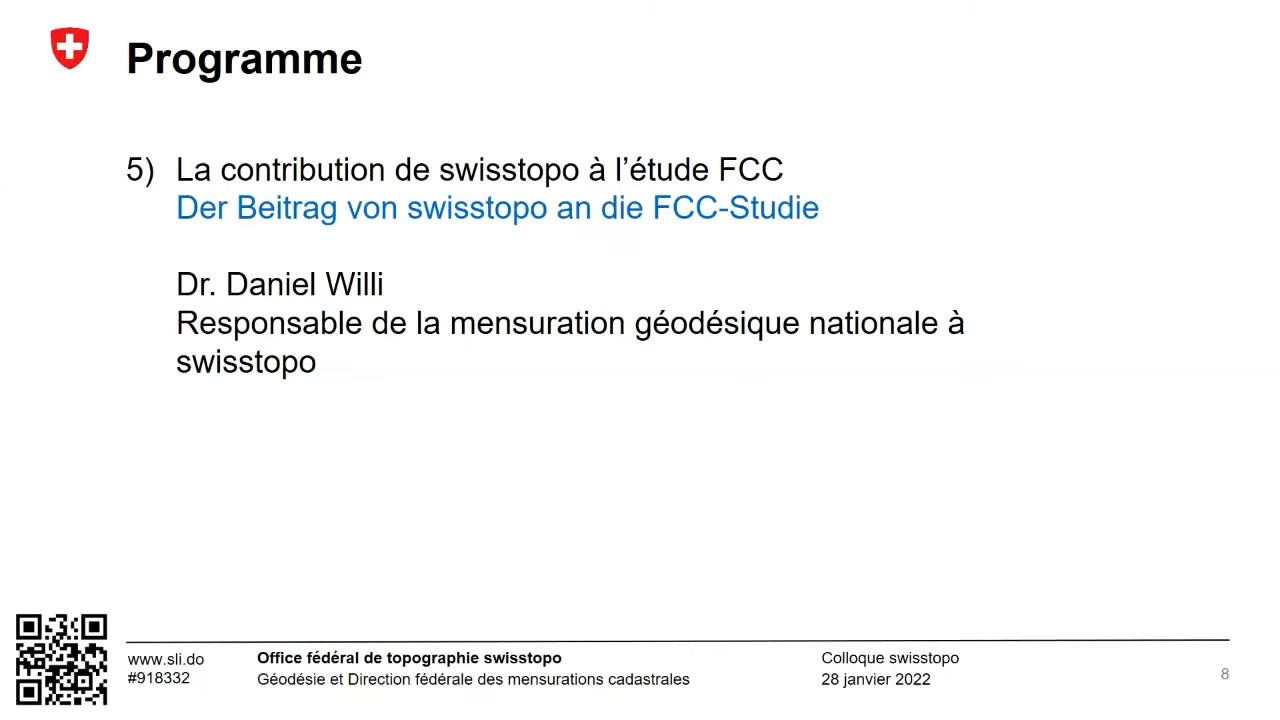 Programme
5) La contribution de swisstopo à l’étude FCC
Der Beitrag von swisstopo an die FCC-Studie
Dr. Daniel Willi
Responsable de la mensuration géodésique nationale à
swisstopo
www.sli.do
#918332
Office fédéral de topographie swisstopo
Géodésie et Direction fédérale des mensurations cadastrales
Colloque swisstopo
28 janvier 2022
8